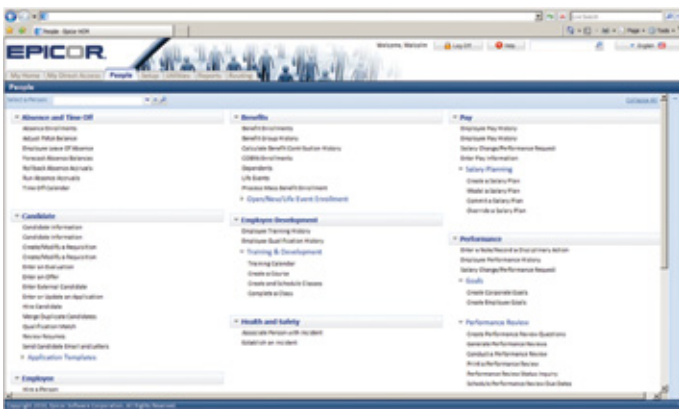 People - Epicor HCM
Live Search
Page
Tools
EPICOR
Welcome, Malcolm
Log Off
Help
English
My Home
My Direct Access
People
Setup
Utilities
Reports
Routing
People
Select a Person:
Collapse All
Absence and Time Off
Absence Enrollments
Adjust PWSA Balance
Employee Leave Of Absence
Forecast Absence Balances
Rollback Absence Accruals
Run Absence Accruals
Time Off Calendar
Candidate
Candidate Information
Candidate Information
Create/Modify a Requisition
Create/Modify a Requisition
Enter an Evaluation
Enter an Offer
Enter External Candidate
Enter or Update an Application
Hire Candidate
Merge Duplicate Candidates
Qualification Match
Review Resumes
Send Candidate Email and Letters
Application Templates
Employee
Hire a Person
Benefits
Benefit Enrollments
Benefit Group History
Calculate Benefit Contribution History
COBRA Enrollments
Dependents
Life Events
Process Mass Benefit Enrollment
Open/New/Life Event Enrollment
Employee Development
Employee Training History
Employee Qualification History
Training & Development
Training Calendar
Create a Course
Create and Schedule Classes
Complete a Class
Health and Safety
Associate Person with Incident
Establish an Incident
Pay
Employee Pay History
Employee Pay History
Salary Change/Performance Request
Enter Pay Information
Salary Planning
Create a Salary Plan
Model a Salary Plan
Commit a Salary Plan
Override a Salary Plan
Performance
Enter a Note/Record a Disciplinary Action
Employee Performance History
Salary Change/Performance Request
Goals
Create Corporate Goals
Create Employee Goals
Performance Review
Create Performance Review Questions
Generate Performance Reviews
Conduct a Performance Review
Print a Performance Review
Performance Review Status Inquiry
Schedule Performance Review Due Dates
Epicor Software Corporation. All Rights Reserved.